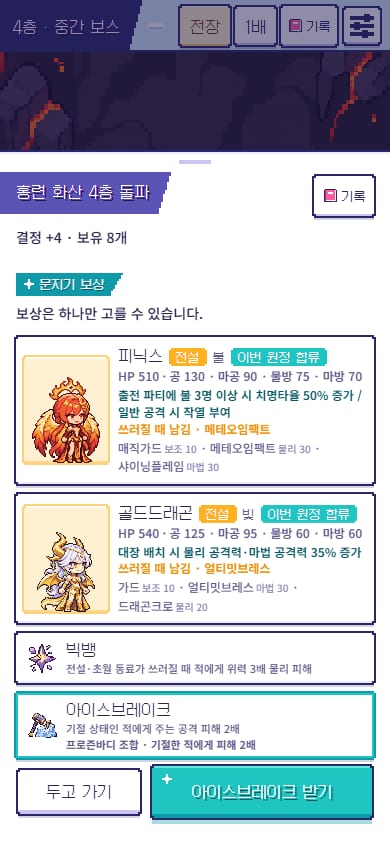 4층 · 중간 보스
전장
1배
기록
홍련 화산 4층 돌파
기록
결정 +4 · 보유 8개
문지기 보상
보상은 하나만 고를 수 있습니다.
피닉스 전설 불 이번 원정 합류
HP 510 · 공 130 · 마공 90 · 물방 75 · 마방 70
출전 파티에 불 3명 이상 시 치명타율 50% 증가 /
일반 공격 시 작열 부여
쓰러질 때 남김 · 메테오임팩트
매직가드 보조 10 · 메테오임팩트 물리 30 ·
샤이닝플레임 마법 30
골드드래곤 전설 빛 이번 원정 합류
HP 540 · 공 125 · 마공 95 · 물방 60 · 마방 60
대장 배치 시 물리 공격력·마법 공격력 35% 증가
쓰러질 때 남김 · 얼티밋브레스
가드 보조 10 · 얼티밋브레스 마법 30 ·
드래곤크로 물리 20
빅뱅
전설·초월 동료가 쓰러질 때 적에게 위력 3배 물리 피해
아이스브레이크
기절 상태인 적에게 주는 공격 피해 2배
프로즌바디 조합 · 기절한 적에게 피해 2배
두고 가기
아이스브레이크 받기